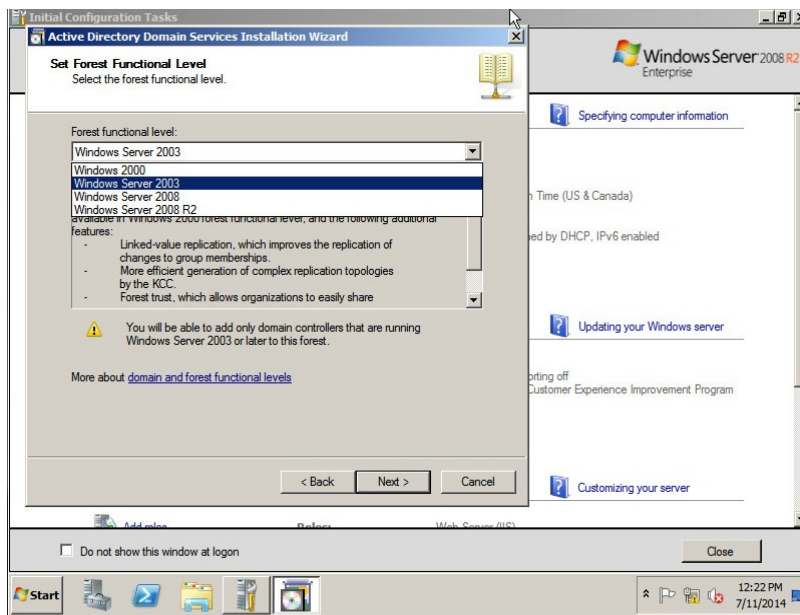 Initial Configuration Tasks
Active Directory Domain Services Installation Wizard
Set Forest Functional Level
Select the forest functional level.
Windows Server 2008 R2
Enterprise
Forest functional level:
Windows Server 2003
Windows 2000
Windows Server 2003
Windows Server 2008
Windows Server 2008 R2
available in Windows 2000 forest functional level, and the following additional
features:
- Linked-value replication, which improves the replication of
changes to group memberships.
- More efficient generation of complex replication topologies
by the KCC.
- Forest trust, which allows organizations to easily share
You will be able to add only domain controllers that are running
Windows Server 2003 or later to this forest.
More about domain and forest functional levels
< Back
Next >
Cancel
Specifying computer information
Time (US & Canada)
by DHCP, IPv6 enabled
Updating your Windows server
off
Customer Experience Improvement Program
Customizing your server
Add roles
Roles:
Web Server (IIS)
Do not show this window at logon
Close
Start
12:22 PM
7/11/2014